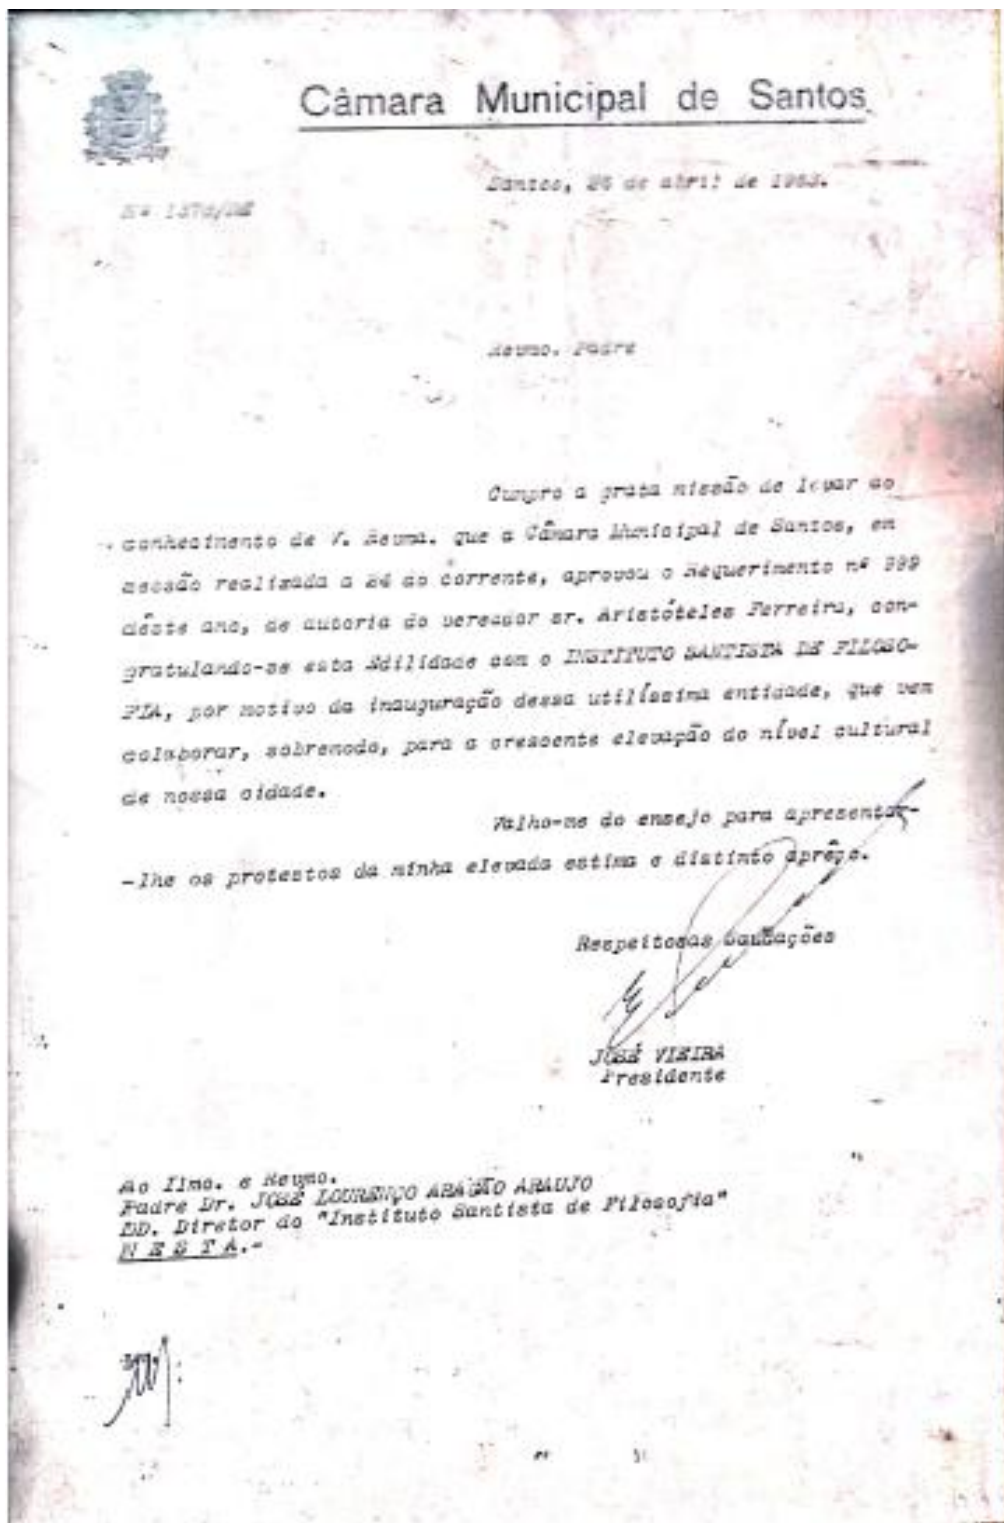 Câmara Municipal de Santos
Santos, de abril de
Revmo. Padre
Cumpro a grata missão de levar ao
conhecimento de V. Revma. que a Câmara Municipal de Santos, em
sessão realizada a 24 do corrente, aprovou o Requerimento nº 999
dêste ano, de autoria do vereador sr. Aristóteles Ferreira, con-
gratulando-se esta Edilidade com o INSTITUTO SANTISTA DE FILOSO-
FIA, por motivo da inauguração dessa utilíssima entidade, que vem
colaborar, sobremodo, para a crescente elevação do nível cultural
de nossa cidade.
Valho-me do ensejo para apresentar-
-lhe os protestos da minha elevada estima e distinto aprêço.
Respeitosas Saudações
JOSÉ VIEIRA
Presidente
Ao Ilmo. e Revmo.
Padre Dr. JOSÉ LOURENÇO ARAGÃO ARAUJO
DD. Diretor do "Instituto Santista de Filosofia"
N E S T A.-